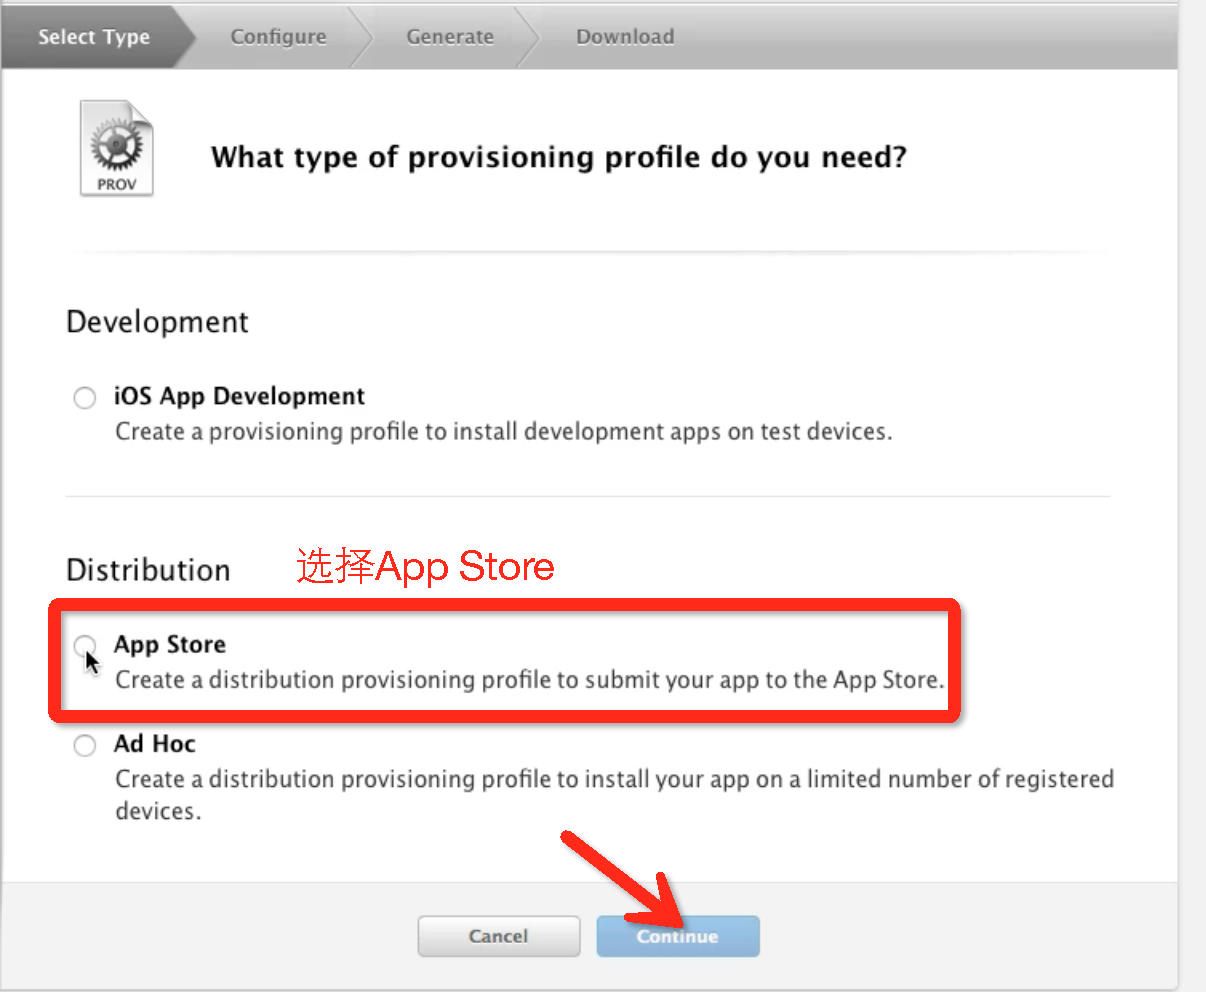 Select Type
Configure
Generate
Download
PROV
What type of provisioning profile do you need?
Development
iOS App Development
Create a provisioning profile to install development apps on test devices.
Distribution
选择App Store
App Store
Create a distribution provisioning profile to submit your app to the App Store.
Ad Hoc
Create a distribution provisioning profile to install your app on a limited number of registered
devices.
Cancel
Continue